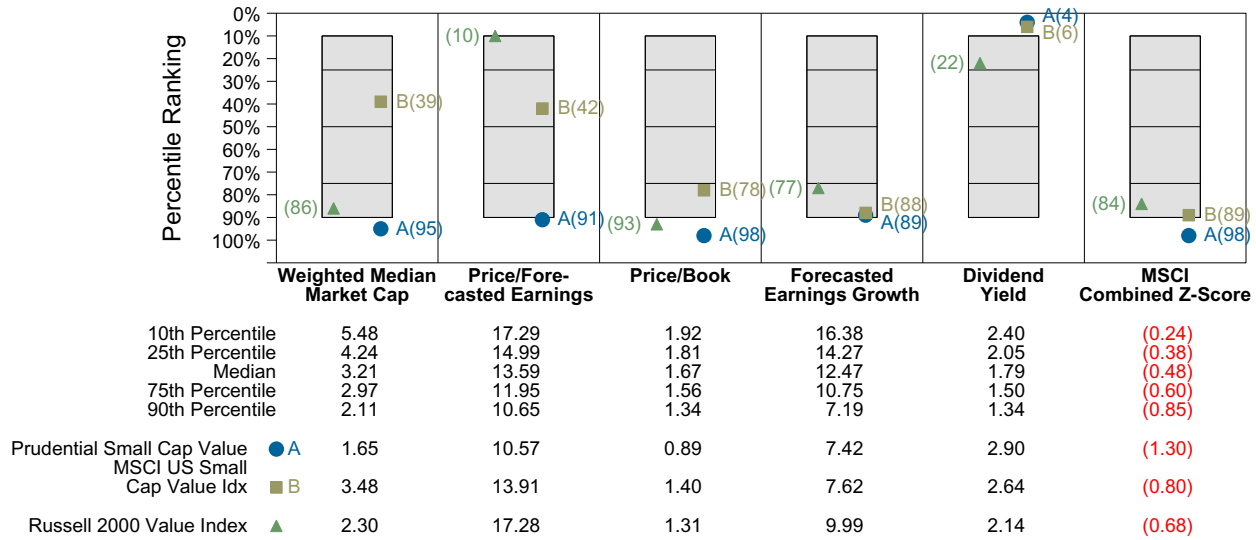 Percentile Ranking
0%
10%
20%
30%
40%
50%
60%
70%
80%
90%
100%
(86)
B(39)
A(95)
(10)
B(42)
A(91)
(93)
B(78)
A(98)
(77)
B(88)
A(89)
(22)
A(4)
B(6)
(84)
B(89)
A(98)
Weighted Median Market Cap
Price/Fore-
casted Earnings
Price/Book
Forecasted
Earnings Growth
Dividend
Yield
MSCI
Combined Z-Score
10th Percentile 5.48 17.29 1.92 16.38 2.40 (0.24)
25th Percentile 4.24 14.99 1.81 14.27 2.05 (0.38)
Median 3.21 13.59 1.67 12.47 1.79 (0.48)
75th Percentile 2.97 11.95 1.56 10.75 1.50 (0.60)
90th Percentile 2.11 10.65 1.34 7.19 1.34 (0.85)
Prudential Small Cap Value A 1.65 10.57 0.89 7.42 2.90 (1.30)
MSCI US Small
Cap Value Idx B 3.48 13.91 1.40 7.62 2.64 (0.80)
Russell 2000 Value Index 2.30 17.28 1.31 9.99 2.14 (0.68)